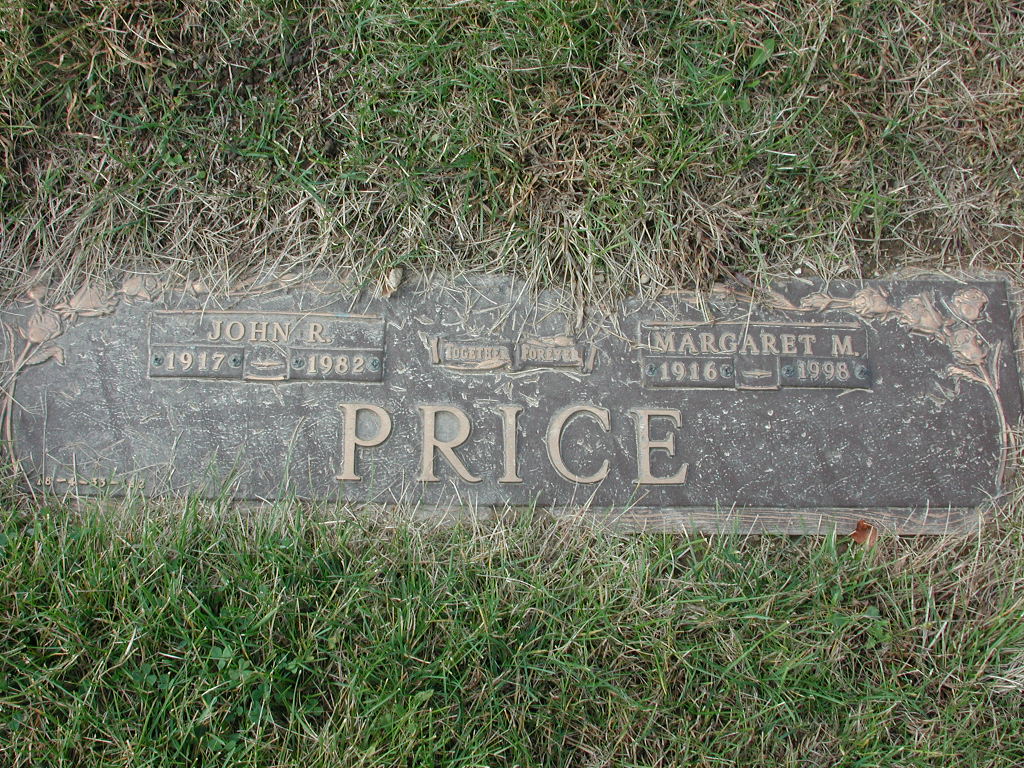 JOHN R.
1917 1982
TOGETHER FOREVER
MARGARET M.
1916 1998
PRICE